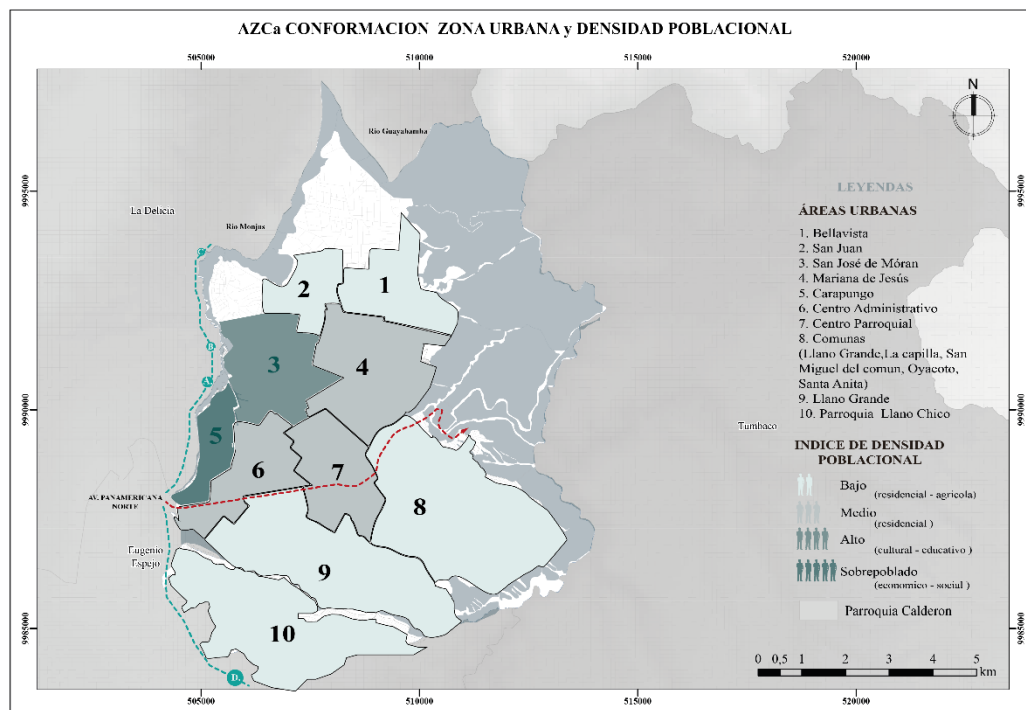 AZCa CONFORMACION ZONA URBANA y DENSIDAD POBLACIONAL
505000
510000
515000
520000
N
Río Guayabamba
9995000
9995000
La Delicia
Río Monjas
C
2
1
B
3
4
A
9990000
9990000
5
Tumbaco
6
7
AV. PANAMERICANA
NORTE
8
Eugenio
Espejo
9
10
9985000
9985000
D.
LEYENDAS
ÁREAS URBANAS
1. Bellavista
2. San Juan
3. San José de Móran
4. Mariana de Jesús
5. Carapungo
6. Centro Administrativo
7. Centro Parroquial
8. Comunas
(Llano Grande,La capilla, San
Miguel del comun, Oyacoto,
Santa Anita)
9. Llano Grande
10. Parroquia Llano Chico
INDICE DE DENSIDAD
POBLACIONAL
Bajo
(residencial - agricola)
Medio
(residencial )
Alto
(cultural - educativo )
Sobrepoblado
(economico - social)
Parroquia Calderon
0 0,5 1 2 3 4 5
km
505000
510000
515000
520000